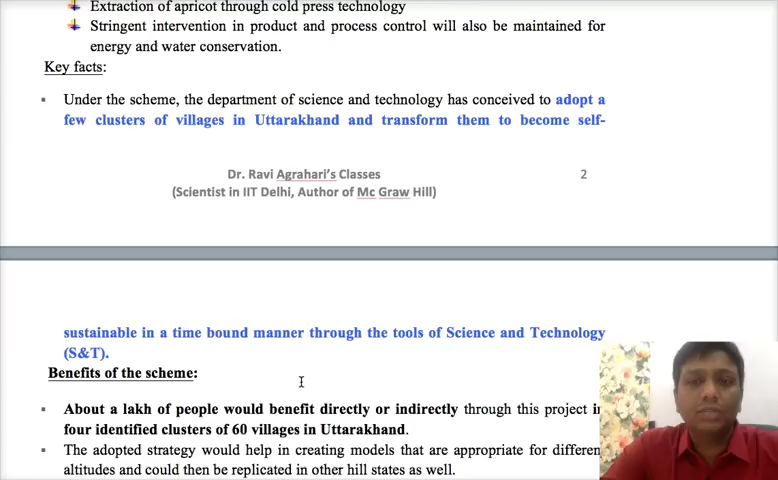 Extraction of apricot through cold press technology
Stringent intervention in product and process control will also be maintained for
energy and water conservation.
Key facts:
▪ Under the scheme, the department of science and technology has conceived to adopt a
few clusters of villages in Uttarakhand and transform them to become self-
Dr. Ravi Agrahari's Classes
2
(Scientist in IIT Delhi, Author of Mc Graw Hill)
sustainable in a time bound manner through the tools of Science and Technology
(S&T).
Benefits of the scheme:
▪ About a lakh of people would benefit directly or indirectly through this project
four identified clusters of 60 villages in Uttarakhand.
▪ The adopted strategy would help in creating models that are appropriate for
altitudes and could then be replicated in other hill states as well.